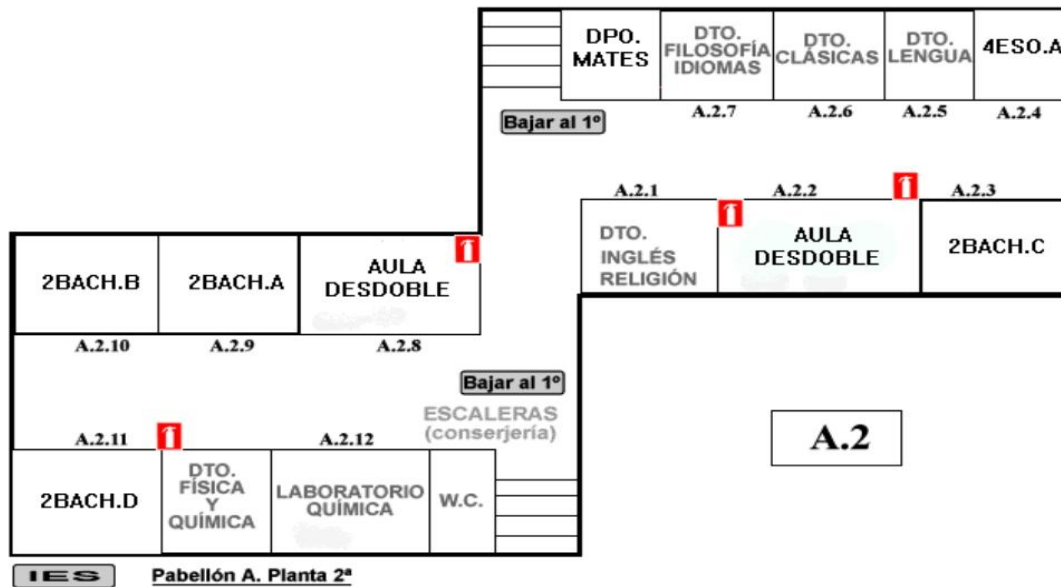 DPO.
MATES
DTO.
FILOSOFÍA
IDIOMAS
DTO.
CLÁSICAS
DTO.
LENGUA
4ESO.A
A.2.7
A.2.6
A.2.5
A.2.4
Bajar al 1º
A.2.1
A.2.2
A.2.3
DTO.
INGLÉS
RELIGIÓN
AULA
DESDOBLE
2BACH.C
2BACH.B
2BACH.A
AULA
DESDOBLE
A.2.10
A.2.9
A.2.8
Bajar al 1º
ESCALERAS
(conserjería)
A.2
A.2.11
A.2.12
2BACH.D
DTO.
FÍSICA
Y
QUÍMICA
LABORATORIO
QUÍMICA
W.C.
IES
Pabellón A. Planta 2ª